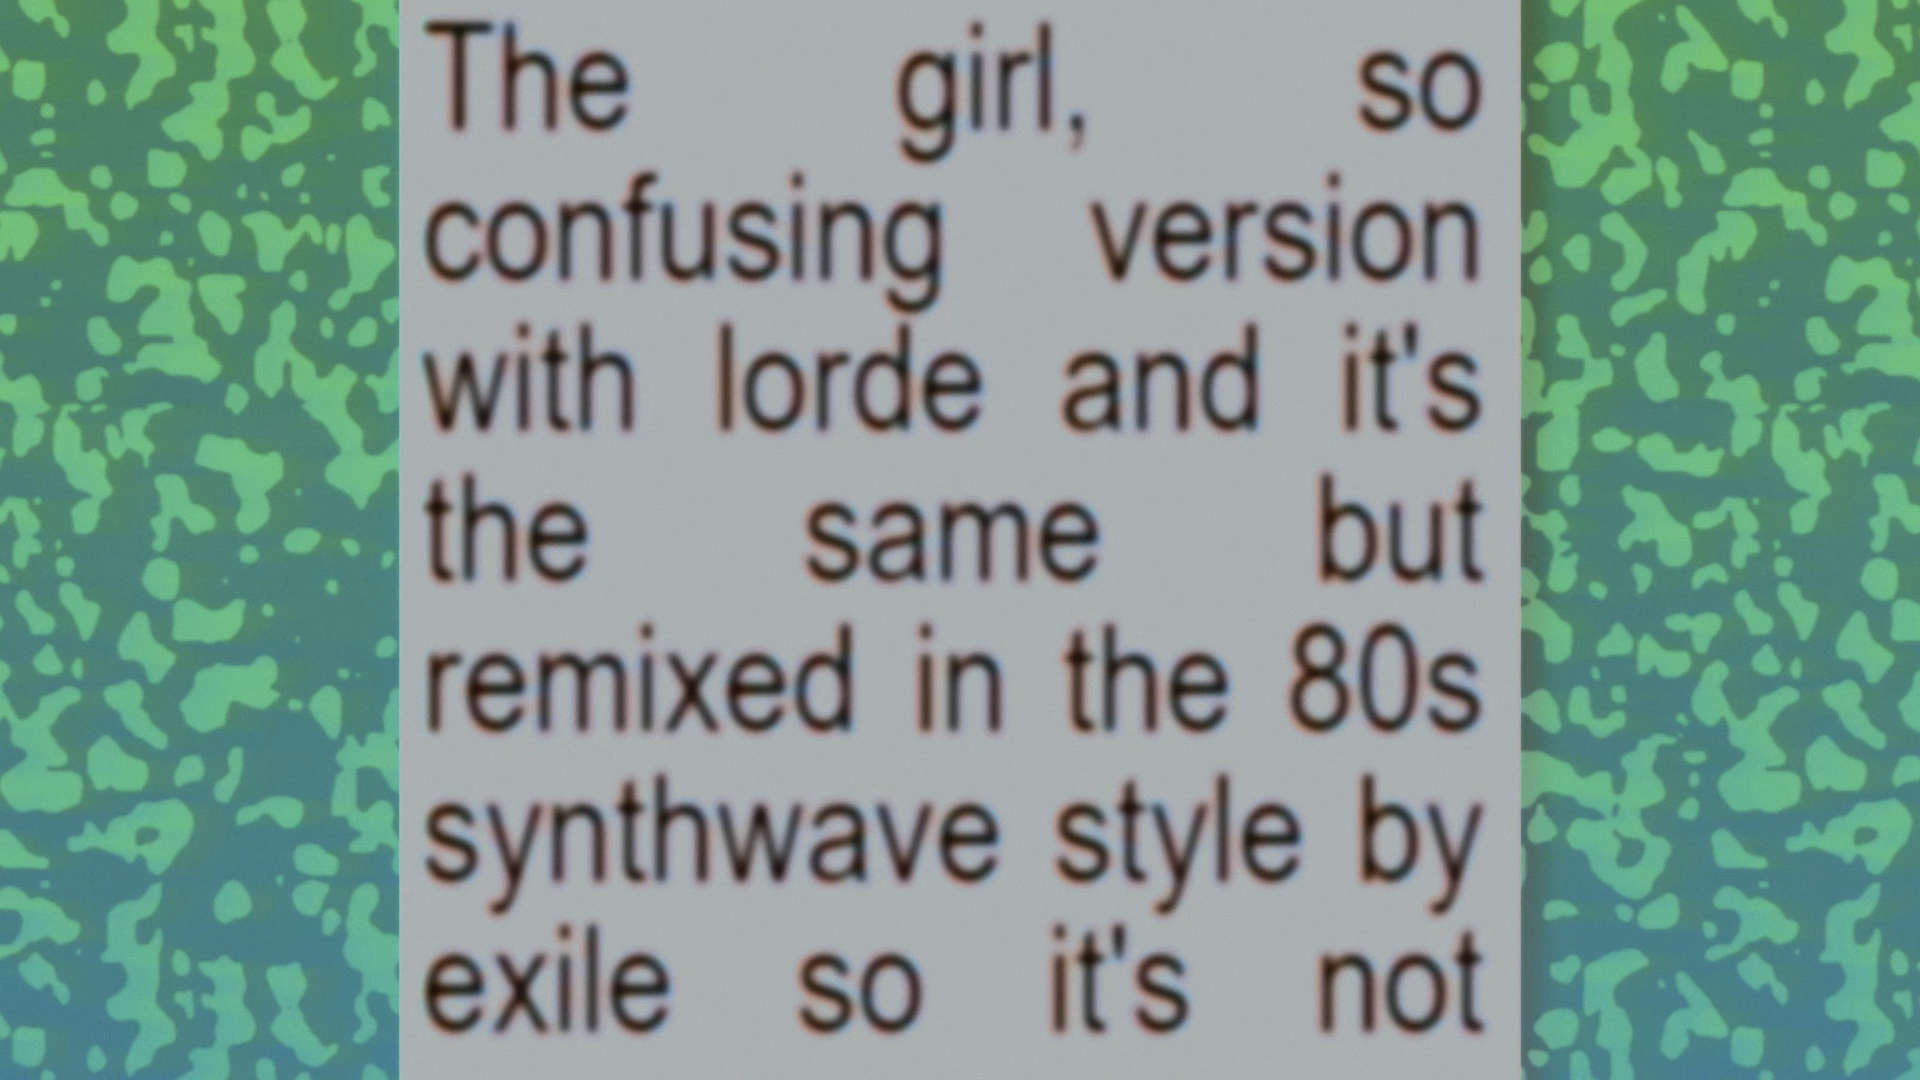 The girl, so
confusing version
with lorde and it's
the same but
remixed in the 80s
synthwave style by
exile so it's not